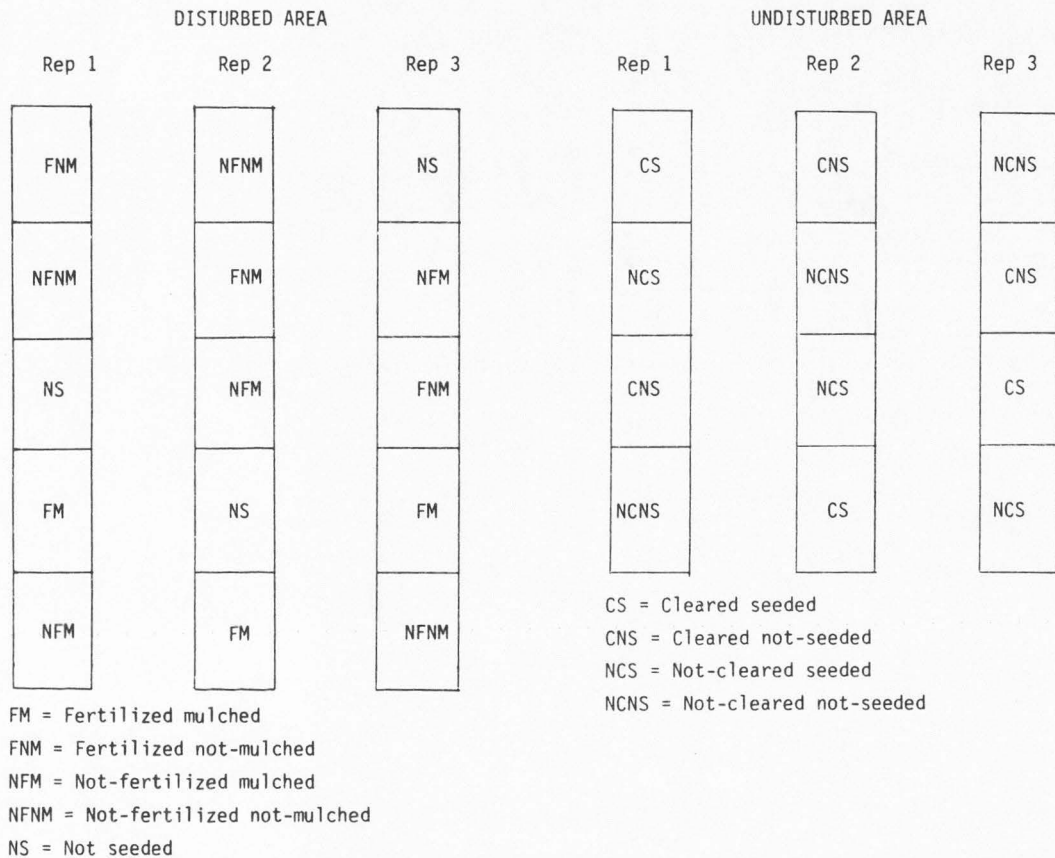 DISTURBED AREA UNDISTURBED AREA
Rep 1 Rep 2 Rep 3 Rep 1 Rep 2 Rep 3
FNM NFNM NS CS CNS NCNS
NFNM FNM NFM NCS NCNS CNS
NS NFM FNM CNS NCS CS
FM NS FM NCNS CS NCS
NFM FM NFNM
CS = Cleared seeded
CNS = Cleared not-seeded
NCS = Not-cleared seeded
NCNS = Not-cleared not-seeded
FM = Fertilized mulched
FNM = Fertilized not-mulched
NFM = Not-fertilized mulched
NFNM = Not-fertilized not-mulched
NS = Not seeded